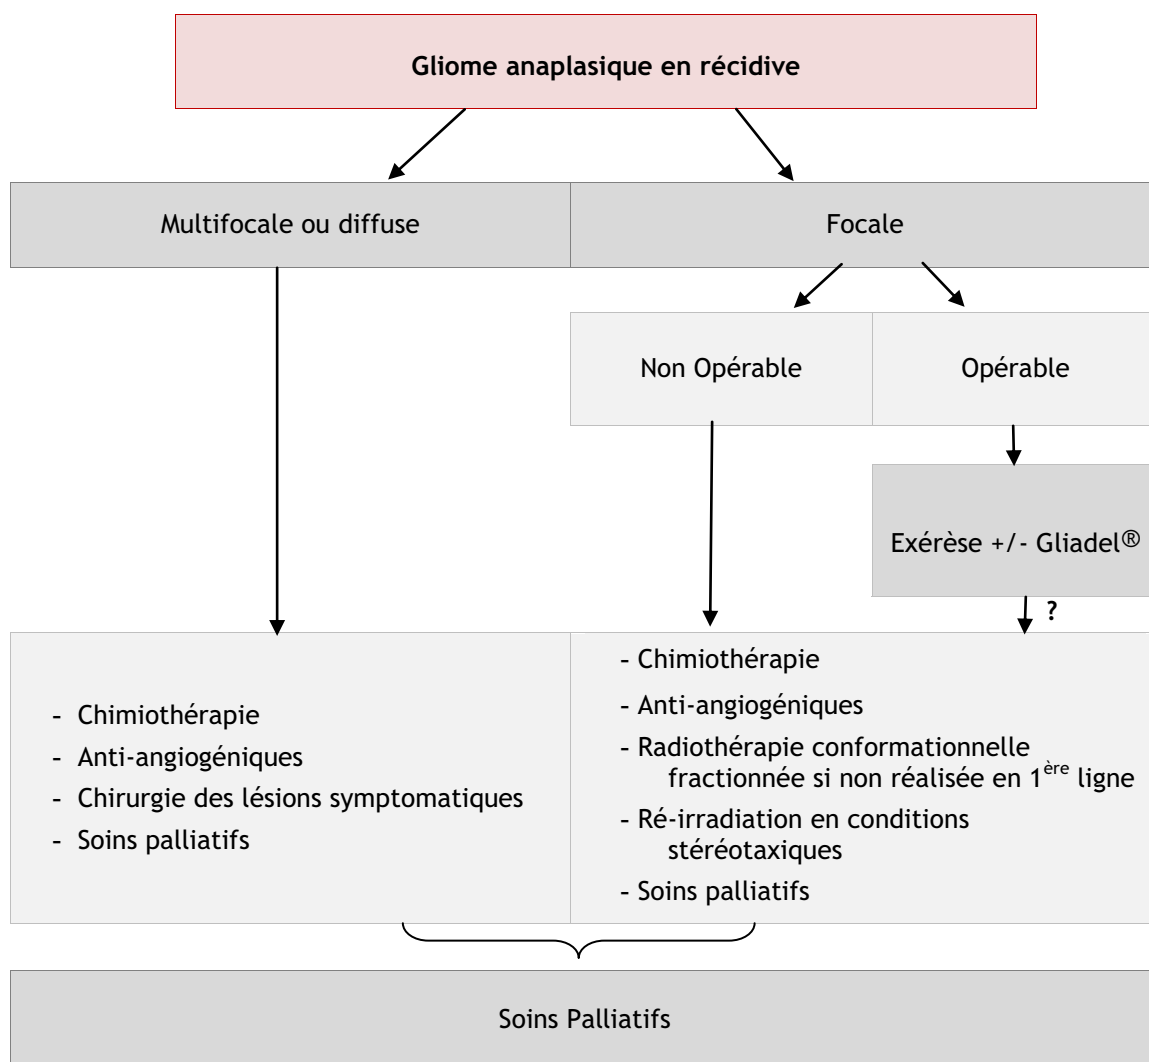 Gliome anaplasique en récidive
Multifocale ou diffuse
Focale
Non Opérable
Opérable
Exérèse +/- Gliadel®
?
- Chimiothérapie
- Anti-angiogéniques
- Chirurgie des lésions symptomatiques
- Soins palliatifs
- Chimiothérapie
- Anti-angiogéniques
- Radiothérapie conformationnelle
fractionnée si non réalisée en 1ère ligne
- Ré-irradiation en conditions
stéréotaxiques
- Soins palliatifs
Soins Palliatifs